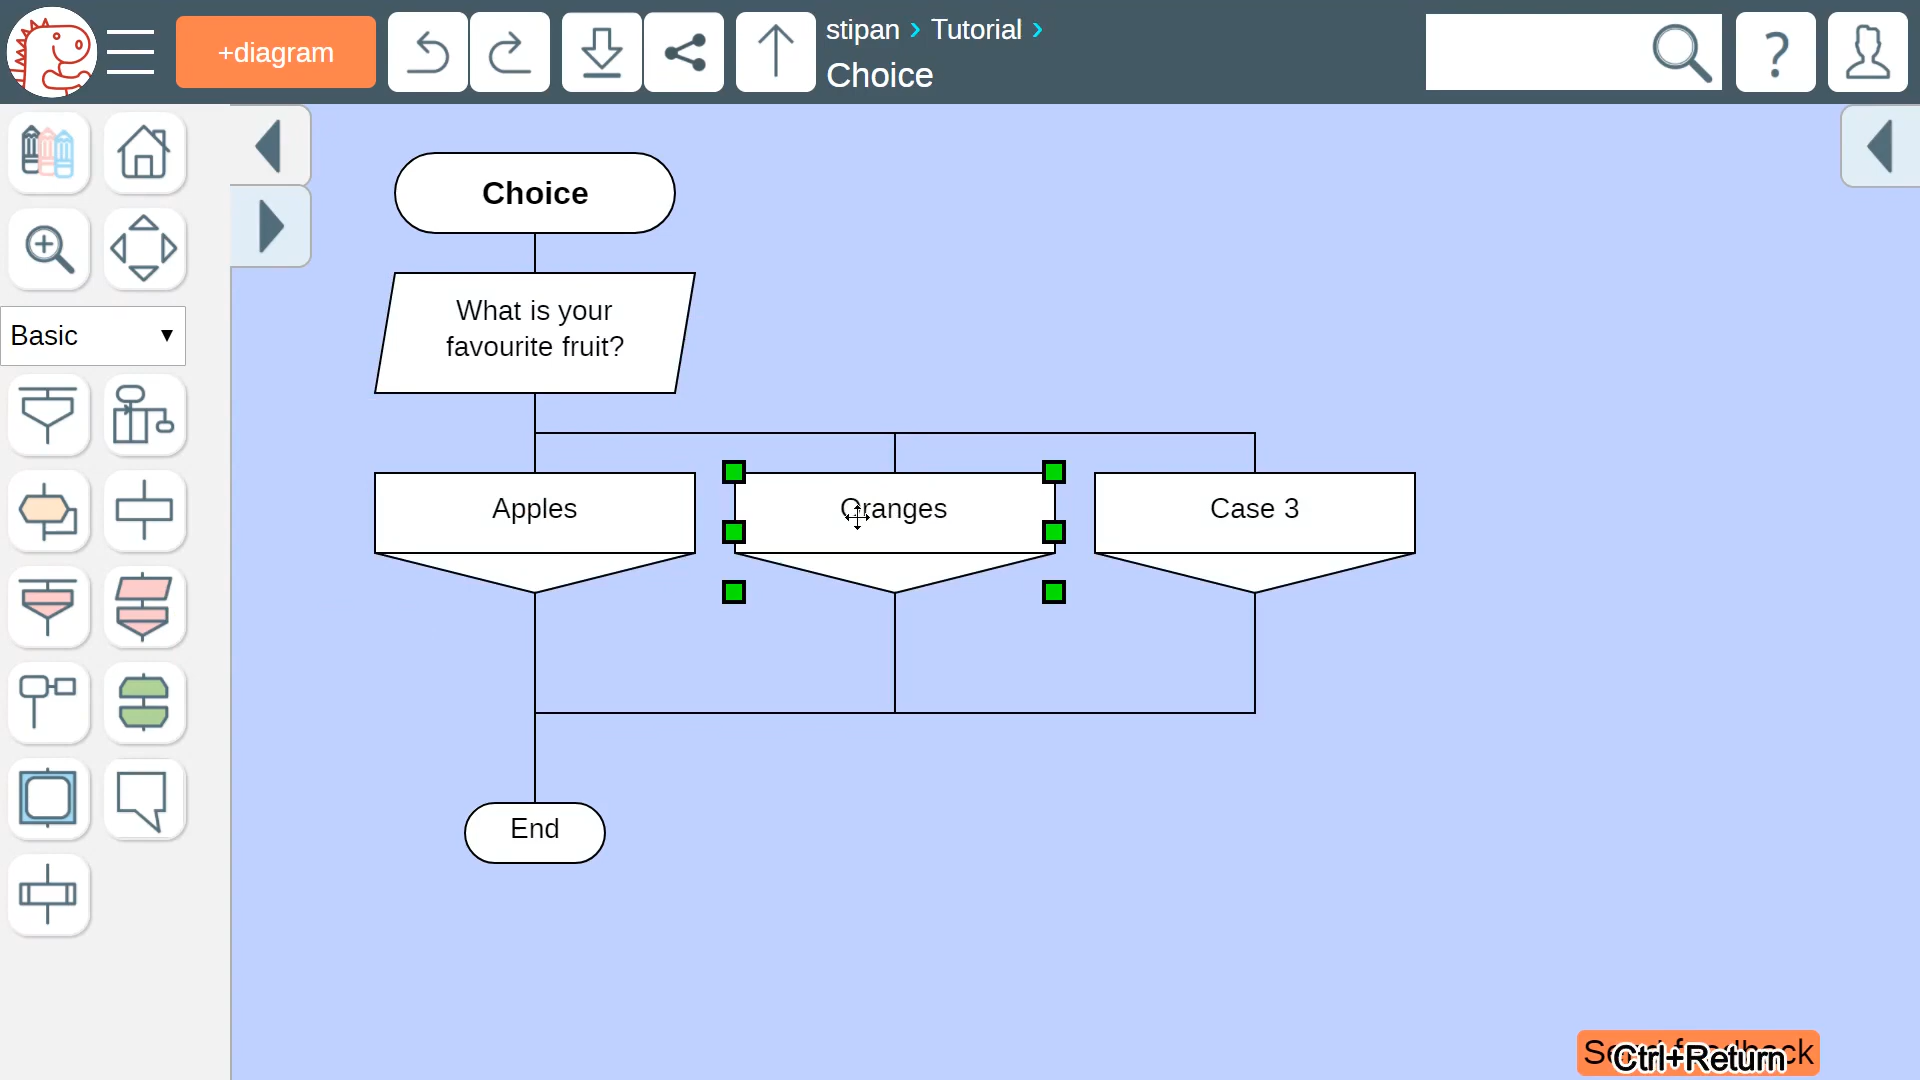 +diagram
stipan › Tutorial ›
Choice
?
Basic
Choice
What is your
favourite fruit?
Apples
Oranges
Case 3
End
Ctrl+Return